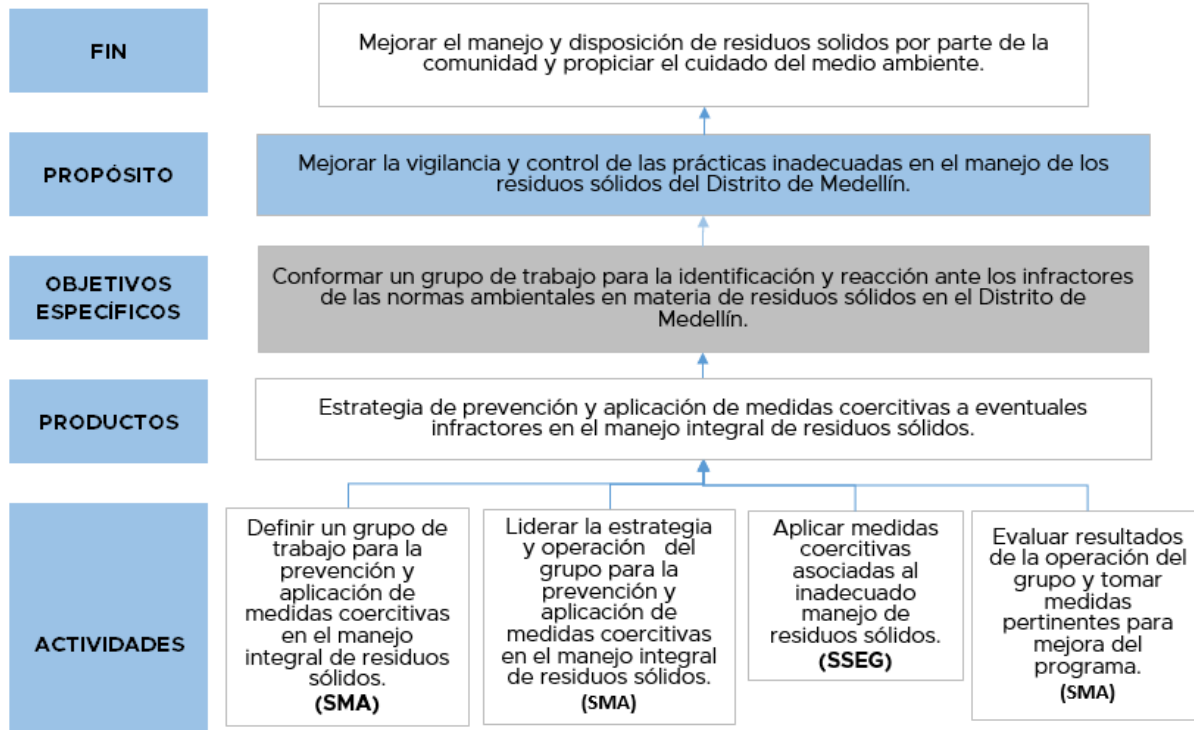 FIN
Mejorar el manejo y disposición de residuos solidos por parte de la
comunidad y propiciar el cuidado del medio ambiente.
PROPÓSITO
Mejorar la vigilancia y control de las prácticas inadecuadas en el manejo de los
residuos sólidos del Distrito de Medellín.
OBJETIVOS
ESPECÍFICOS
Conformar un grupo de trabajo para la identificación y reacción ante los infractores
de las normas ambientales en materia de residuos sólidos en el Distrito de
Medellín.
PRODUCTOS
Estrategia de prevención y aplicación de medidas coercitivas a eventuales
infractores en el manejo integral de residuos sólidos.
ACTIVIDADES
Definir un grupo de
trabajo para la
prevención y
aplicación de
medidas coercitivas
en el manejo
integral de residuos
sólidos.
(SMA)
Liderar la estrategia
y operación del
grupo para la
prevención y
aplicación de
medidas coercitivas
en el manejo integral
de residuos sólidos.
(SMA)
Aplicar medidas
coercitivas
asociadas al
inadecuado
manejo de
residuos sólidos.
(SSEG)
Evaluar resultados
de la operación del
grupo y tomar
medidas
pertinentes para
mejora del
programa.
(SMA)